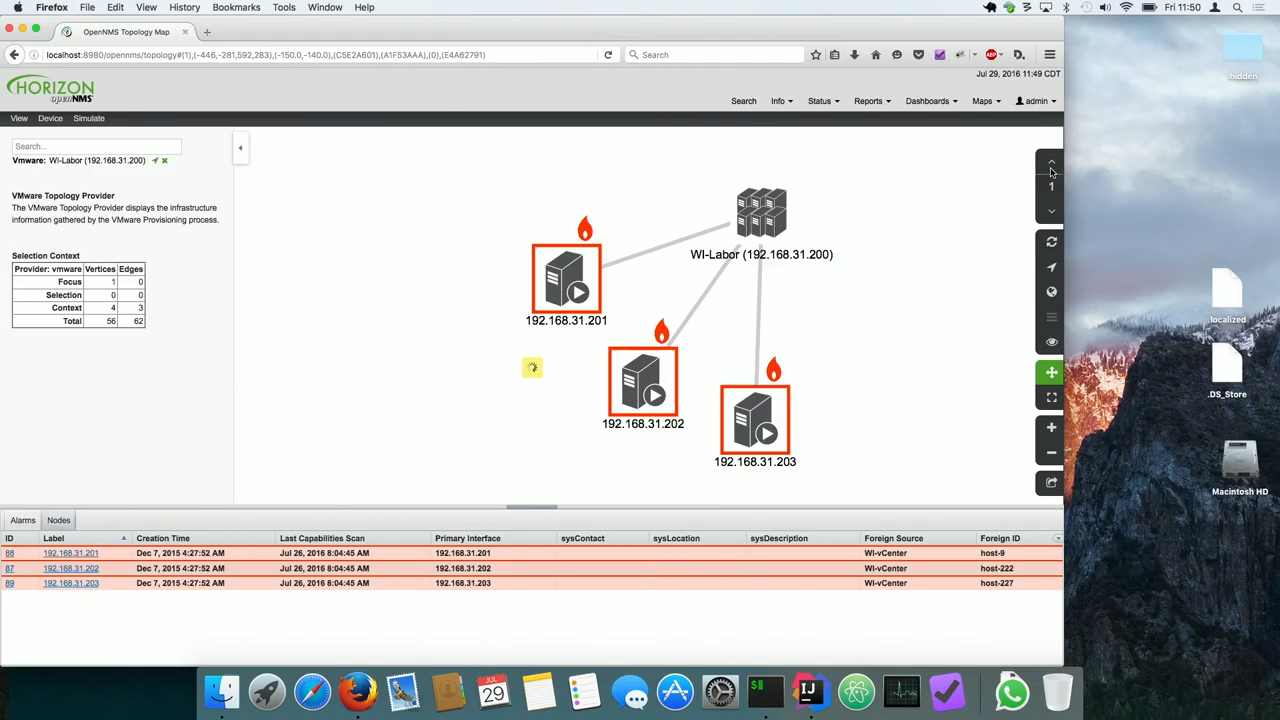 Firefox File Edit View History Bookmarks Tools Window Help Fri 11:50
OpenNMS Topology Map
localhost:8980/opennms/topology#(1),(-446,-281,592,283),(-150.0,-140.0),(C5E2A601),(A1F53AAA),(0),(E4A62791)
Search
ABP
D.
Jul 29, 2016 11:49 CDT
HORIZON
openNMS
Search Info Status Reports Dashboards Maps admin
View Device Simulate
Search...
Vmware: WI-Labor (192.168.31.200)
VMware Topology Provider
The VMware Topology Provider displays the infrastructure
information gathered by the VMware Provisioning process.
Selection Context
Provider: vmware Vertices Edges
Focus 1 0
Selection 0 0
Context 4 3
Total 56 62
WI-Labor (192.168.31.200)
192.168.31.201
192.168.31.202
192.168.31.203
1
Alarms Nodes
ID Label Creation Time Last Capabilities Scan Primary Interface sysContact sysLocation sysDescription Foreign Source Foreign ID
88 192.168.31.201 Dec 7, 2015 4:27:52 AM Jul 26, 2016 8:04:45 AM 192.168.31.201 WI-vCenter host-9
87 192.168.31.202 Dec 7, 2015 4:27:52 AM Jul 26, 2016 8:04:45 AM 192.168.31.202 WI-vCenter host-222
89 192.168.31.203 Dec 7, 2015 4:27:52 AM Jul 26, 2016 8:04:45 AM 192.168.31.203 WI-vCenter host-227
.hidden
.localized
.DS_Store
Macintosh HD
JUL
29
$
IJ